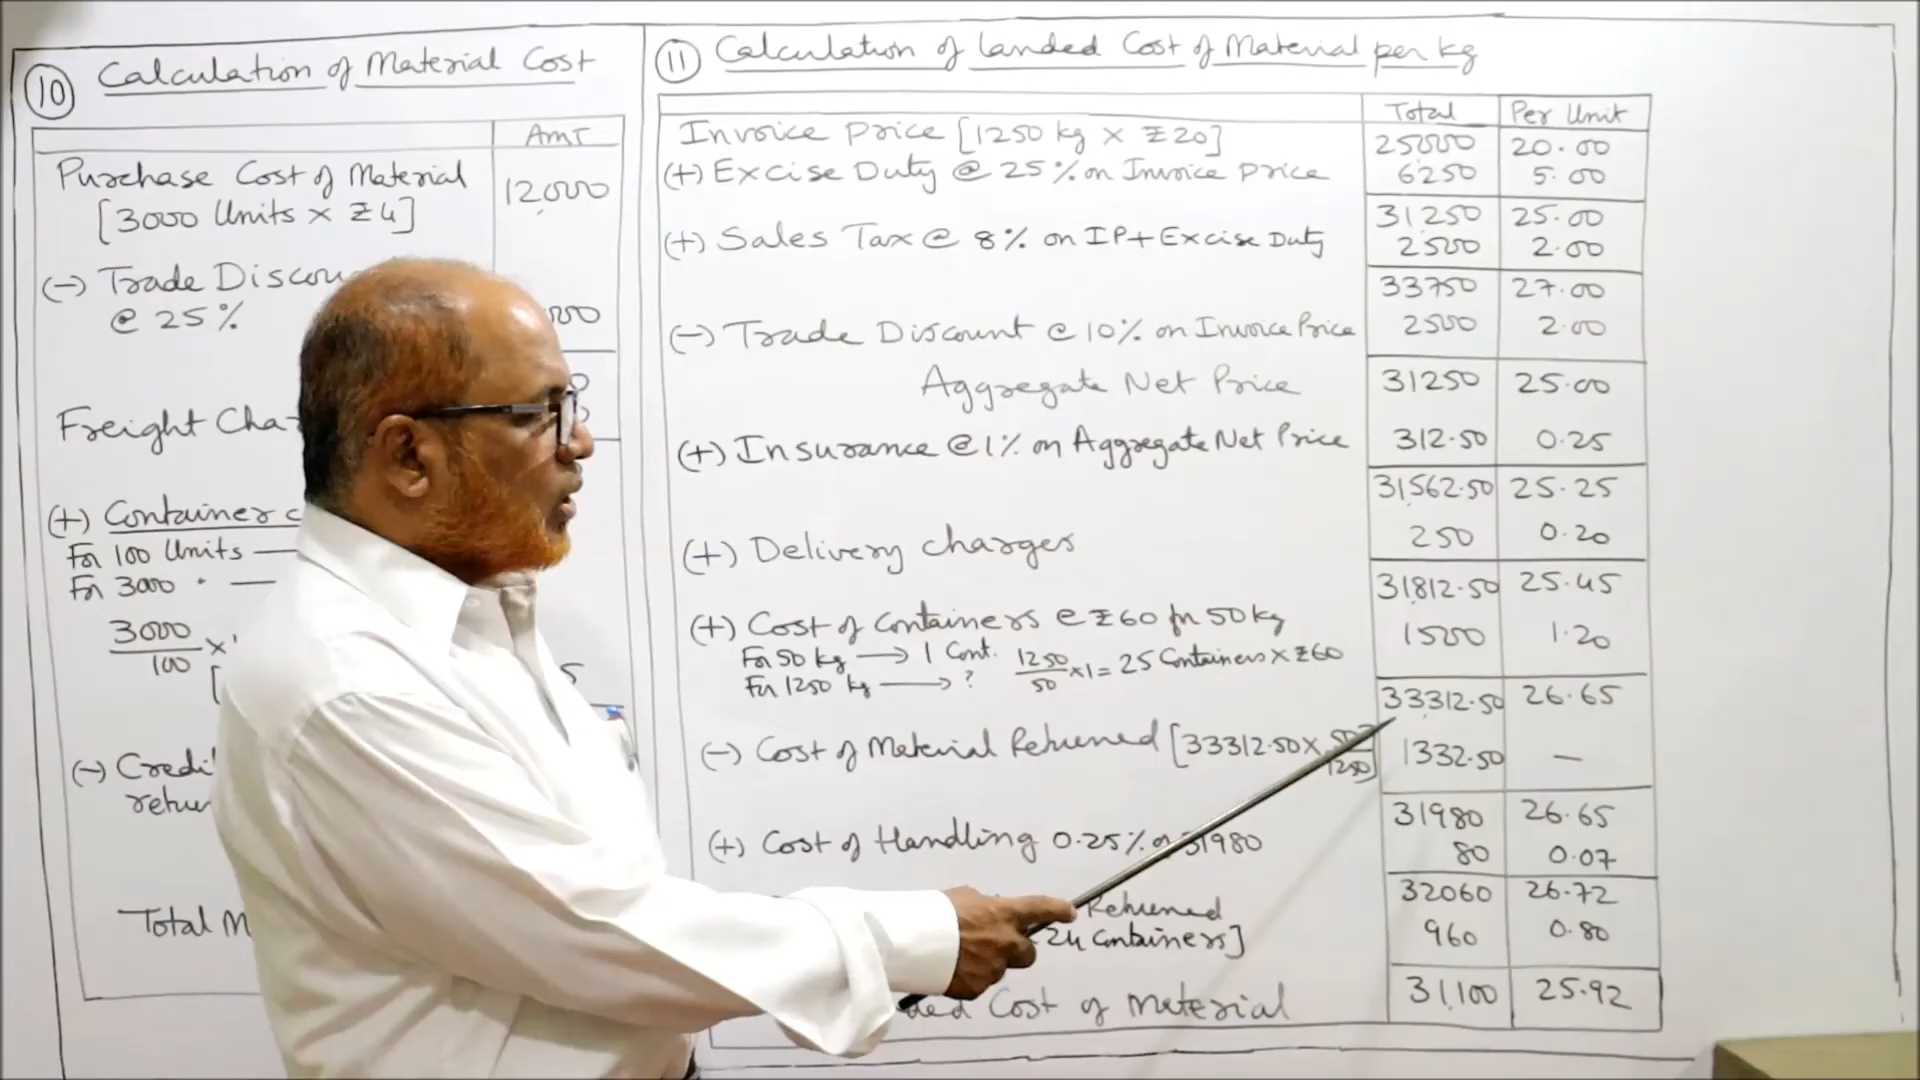 10 Calculation of Material Cost
AMT
Purchase Cost of Material 12,000
[3000 Units × ₹4]
(-) Trade
@ 25%
Freight
(+) Container
For 100 Units —
For 3000 " —
3000/100 ×
(-)
Total
11 Calculation of landed Cost of Material per kg
Total Per Unit
Invoice Price [1250 kg × ₹20] 25000 20.00
(+) Excise Duty @ 25% on Invoice Price 6250 5.00
31250 25.00
(+) Sales Tax @ 8% on IP + Excise Duty 2500 2.00
33750 27.00
(-) Trade Discount @ 10% on Invoice Price 2500 2.00
Aggregate Net Price 31250 25.00
(+) Insurance @ 1% on Aggregate Net Price 312.50 0.25
31,562.50 25.25
(+) Delivery charges 250 0.20
31,812.50 25.45
(+) Cost of Containers @ ₹60 for 50 kg 1500 1.20
For 50 kg → 1 Cont. 1250/50 × 1 = 25 Containers × ₹60
For 1250 kg → ?
33312.50 26.65
(-) Cost of Material Returned [33312.50 × 50/1250] 1332.50 —
31980 26.65
(+) Cost of Handling 0.25% of 31980 80 0.07
32060 26.72
Returned
24 Containers] 960 0.80
Cost of Material 31,100 25.92